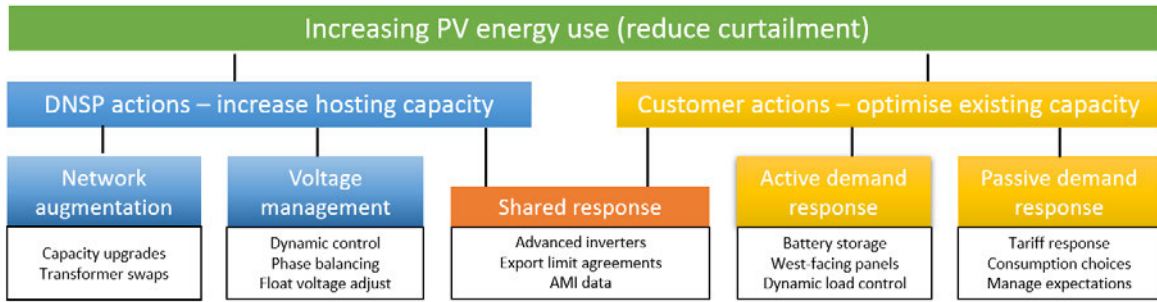 Increasing PV energy use (reduce curtailment)
DNSP actions – increase hosting capacity
Customer actions – optimise existing capacity
Network
augmentation
Capacity upgrades
Transformer swaps
Voltage
management
Dynamic control
Phase balancing
Float voltage adjust
Shared response
Advanced inverters
Export limit agreements
AMI data
Active demand
response
Battery storage
West-facing panels
Dynamic load control
Passive demand
response
Tariff response
Consumption choices
Manage expectations